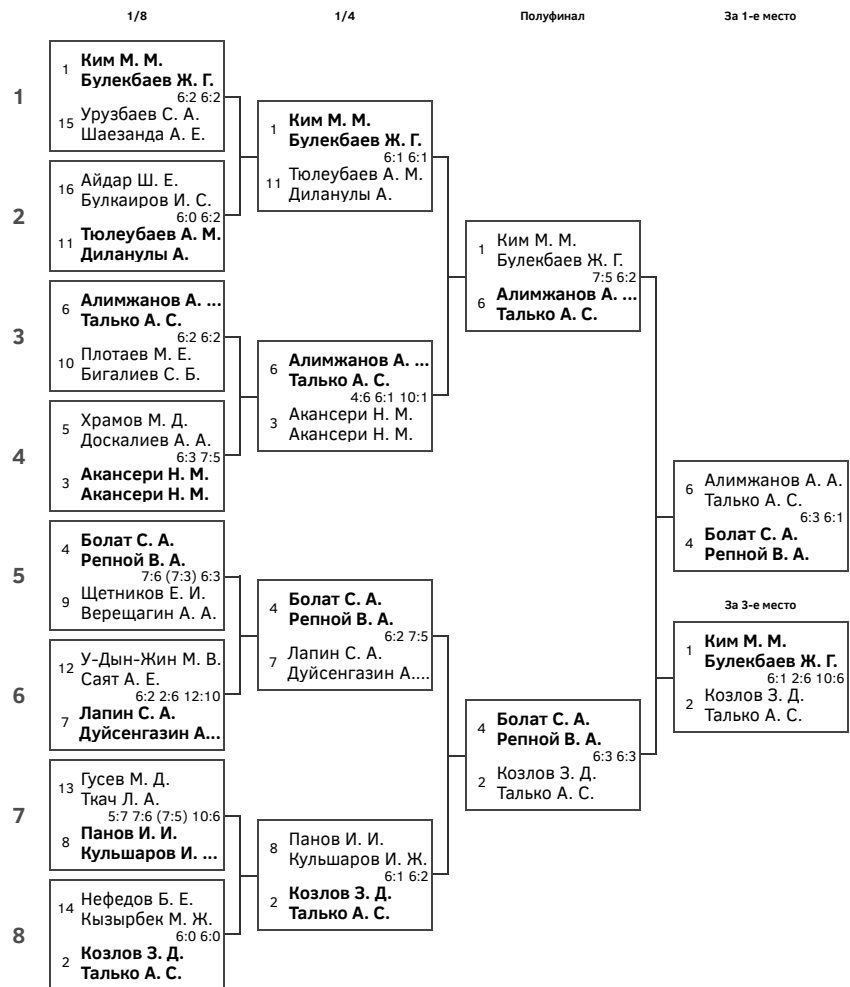 1/8
1/4
Полуфинал
За 1-е место
1
1
Ким М. М.
Булекбаев Ж. Г.
6:2 6:2
15
Урузбаев С. А.
Шаезанда А. Е.
2
16
Айдар Ш. Е.
Булкаиров И. С.
6:0 6:2
11
Тюлеубаев А. М.
Диланулы А.
3
6
Алимжанов А. ...
Талько А. С.
6:2 6:2
10
Плотаев М. Е.
Бигалиев С. Б.
4
5
Храмов М. Д.
Доскалиев А. А.
6:3 7:5
3
Акансери Н. М.
Акансери Н. М.
5
4
Болат С. А.
Репной В. А.
7:6 (7:3) 6:3
9
Щетников Е. И.
Верещагин А. А.
6
12
У-Дын-Жин М. В.
Саят А. Е.
6:2 2:6 12:10
7
Лапин С. А.
Дуйсенгазин А...
7
13
Гусев М. Д.
Ткач Л. А.
5:7 7:6 (7:5) 10:6
8
Панов И. И.
Кульшаров И. ...
8
14
Нефедов Б. Е.
Кызырбек М. Ж.
6:0 6:0
2
Козлов З. Д.
Талько А. С.
1
Ким М. М.
Булекбаев Ж. Г.
6:1 6:1
11
Тюлеубаев А. М.
Диланулы А.
6
Алимжанов А. ...
Талько А. С.
4:6 6:1 10:1
3
Акансери Н. М.
Акансери Н. М.
4
Болат С. А.
Репной В. А.
6:2 7:5
7
Лапин С. А.
Дуйсенгазин А....
8
Панов И. И.
Кульшаров И. Ж.
6:1 6:2
2
Козлов З. Д.
Талько А. С.
1
Ким М. М.
Булекбаев Ж. Г.
7:5 6:2
6
Алимжанов А. ...
Талько А. С.
4
Болат С. А.
Репной В. А.
6:3 6:3
2
Козлов З. Д.
Талько А. С.
6
Алимжанов А. А.
Талько А. С.
6:3 6:1
4
Болат С. А.
Репной В. А.
За 3-е место
1
Ким М. М.
Булекбаев Ж. Г.
6:1 2:6 10:6
2
Козлов З. Д.
Талько А. С.